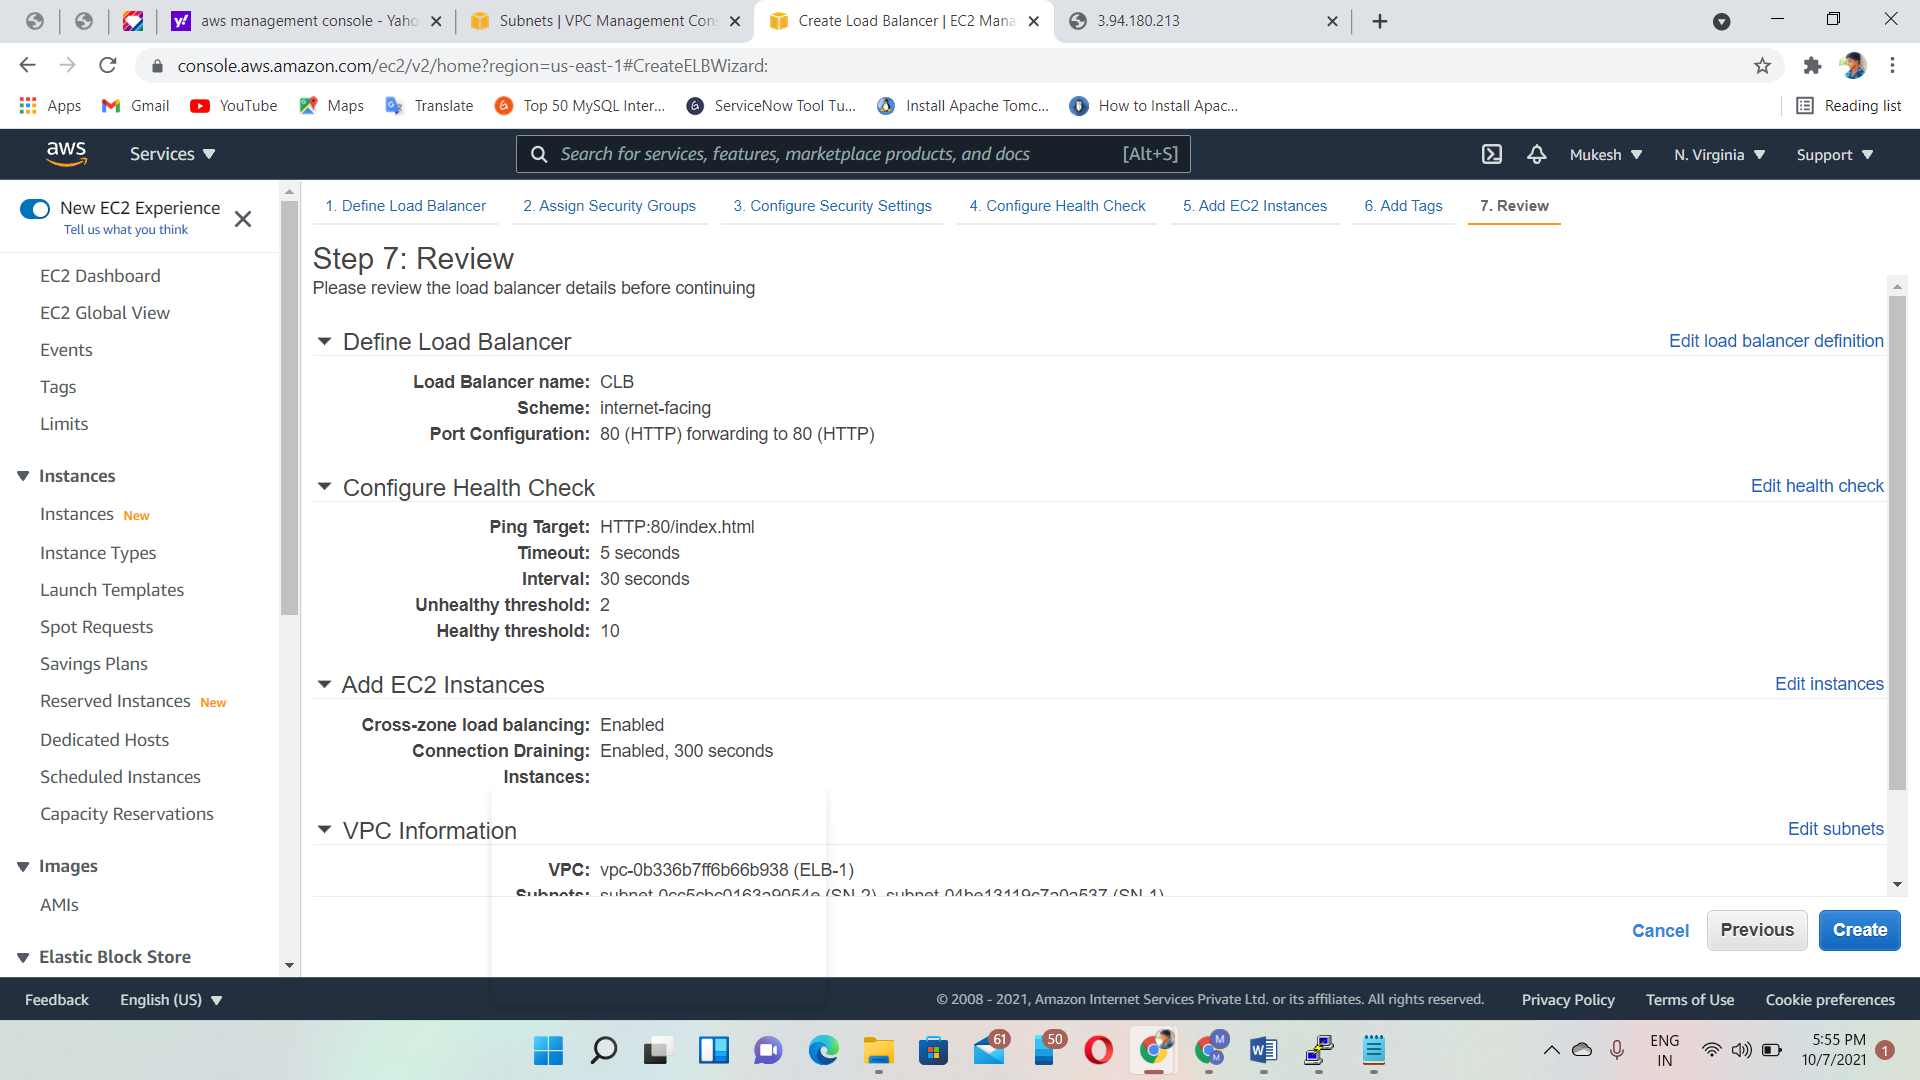 aws management console - Yaho
Subnets | VPC Management Con
Create Load Balancer | EC2 Mana
3.94.180.213
console.aws.amazon.com/ec2/v2/home?region=us-east-1#CreateELBWizard:
Apps
Gmail
YouTube
Maps
Translate
Top 50 MySQL Inter...
ServiceNow Tool Tu...
Install Apache Tomc...
How to Install Apac...
Reading list
aws
Services
Search for services, features, marketplace products, and docs
[Alt+S]
Mukesh
N. Virginia
Support
New EC2 Experience
Tell us what you think
EC2 Dashboard
EC2 Global View
Events
Tags
Limits
Instances
Instances New
Instance Types
Launch Templates
Spot Requests
Savings Plans
Reserved Instances New
Dedicated Hosts
Scheduled Instances
Capacity Reservations
Images
AMIs
Elastic Block Store
1. Define Load Balancer
2. Assign Security Groups
3. Configure Security Settings
4. Configure Health Check
5. Add EC2 Instances
6. Add Tags
7. Review
Step 7: Review
Please review the load balancer details before continuing
Define Load Balancer
Edit load balancer definition
Load Balancer name: CLB
Scheme: internet-facing
Port Configuration: 80 (HTTP) forwarding to 80 (HTTP)
Configure Health Check
Edit health check
Ping Target: HTTP:80/index.html
Timeout: 5 seconds
Interval: 30 seconds
Unhealthy threshold: 2
Healthy threshold: 10
Add EC2 Instances
Edit instances
Cross-zone load balancing: Enabled
Connection Draining: Enabled, 300 seconds
Instances:
VPC Information
Edit subnets
VPC: vpc-0b336b7ff6b66b938 (ELB-1)
Subnets: subnet-0cc5cbc0163a9054e (SN-2), subnet-04be13119c7a0a537 (SN-1)
Cancel
Previous
Create
Feedback
English (US)
© 2008 - 2021, Amazon Internet Services Private Ltd. or its affiliates. All rights reserved.
Privacy Policy
Terms of Use
Cookie preferences
61
50
ENG
IN
5:55 PM
10/7/2021
1